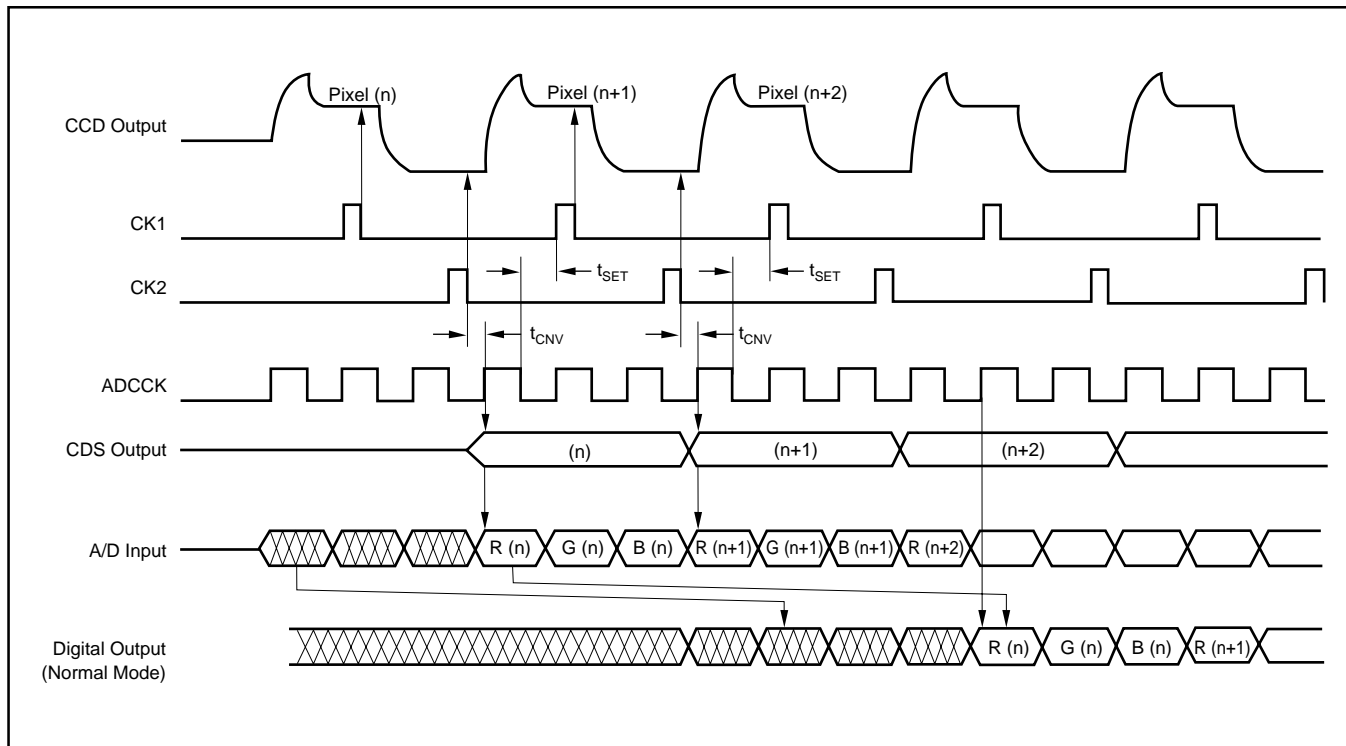 Pixel (n) Pixel (n+1) Pixel (n+2)
CCD Output
CK1
tSET tSET
CK2
tCNV tCNV
ADCCK
CDS Output (n) (n+1) (n+2)
A/D Input R (n) G (n) B (n) R (n+1) G (n+1) B (n+1) R (n+2)
Digital Output
(Normal Mode) R (n) G (n) B (n) R (n+1)